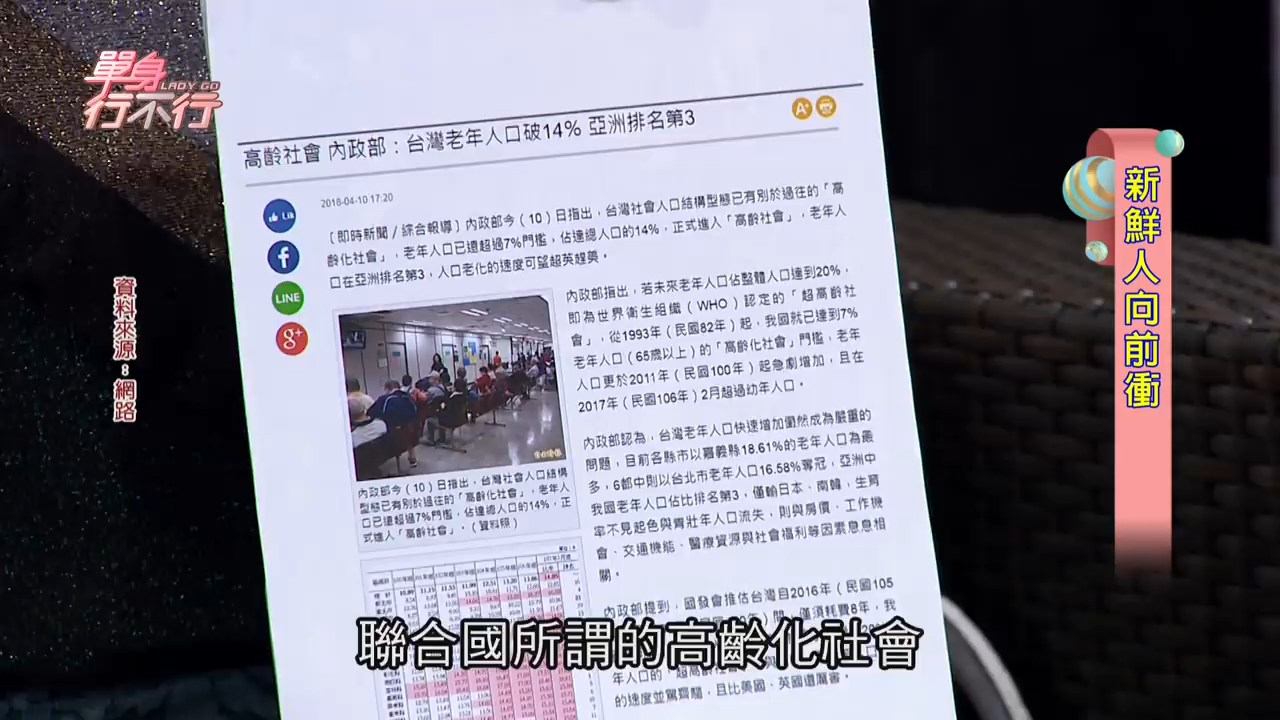 單身
LADY GO
行不行
新鮮人向前衝
資料來源：網路
高齡社會 內政部：台灣老年人口破14% 亞洲排名第3
A+
Like
LINE
g+
2018-04-10 17:20
〔即時新聞／綜合報導〕內政部今（10）日指出，台灣社會人口結構型態已有別於過往的「高
齡化社會」，老年人口已遠超過7%門檻，佔達總人口的14%，正式進入「高齡社會」，老年人
口在亞洲排名第3，人口老化的速度可望超英趕美。
內政部指出，若未來老年人口佔整體人口達到20%，
即為世界衛生組織（WHO）認定的「超高齡社
會」，從1993年（民國82年）起，我國就已達到7%
老年人口（65歲以上）的「高齡化社會」門檻，老年
人口更於2011年（民國100年）起急劇增加，且在
2017年（民國106年）2月超過幼年人口。
內政部今（10）日指出，台灣社會人口結構
型態已有別於過往的「高齡化社會」，老年人
口已遠超過7%門檻，佔達總人口的14%，正
式進入「高齡社會」。（資料照）
內政部認為，台灣老年人口快速增加儼然成為嚴重的
問題，目前各縣市以嘉義縣18.61%的老年人口為最
多，6都中則以台北市老年人口16.58%奪冠，亞洲中
我國老年人口佔比排名第3，僅輸日本、南韓，生育
率不見起色與青壯年人口流失，則與房價、工作機
會、交通機能、醫療資源與社會福利等因素息息相
關。
內政部提到，國發會推估台灣自2016年（民國105
間，僅須耗費8年，我
年人口的
的速度並駕齊驅，且比美國、英國還厲害。
聯合國所謂的高齡化社會